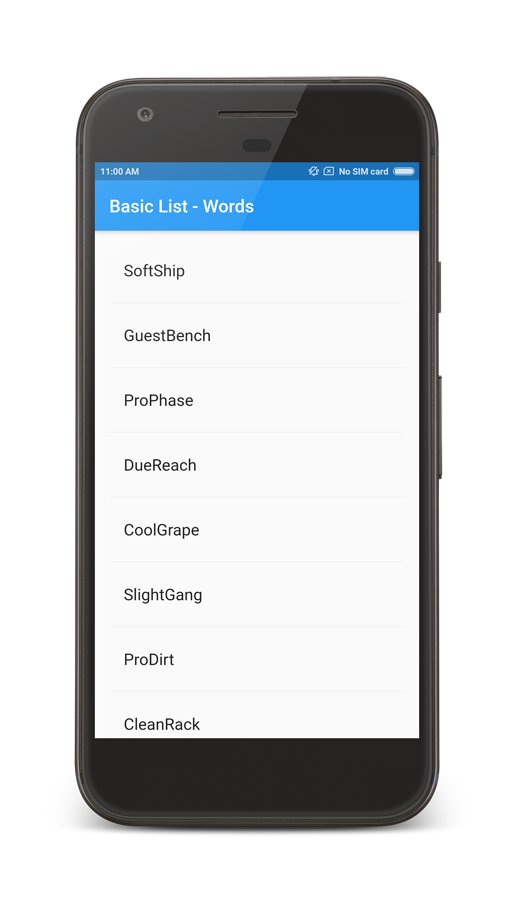 11:00 AM No SIM card
Basic List - Words
SoftShip
GuestBench
ProPhase
DueReach
CoolGrape
SlightGang
ProDirt
CleanRack